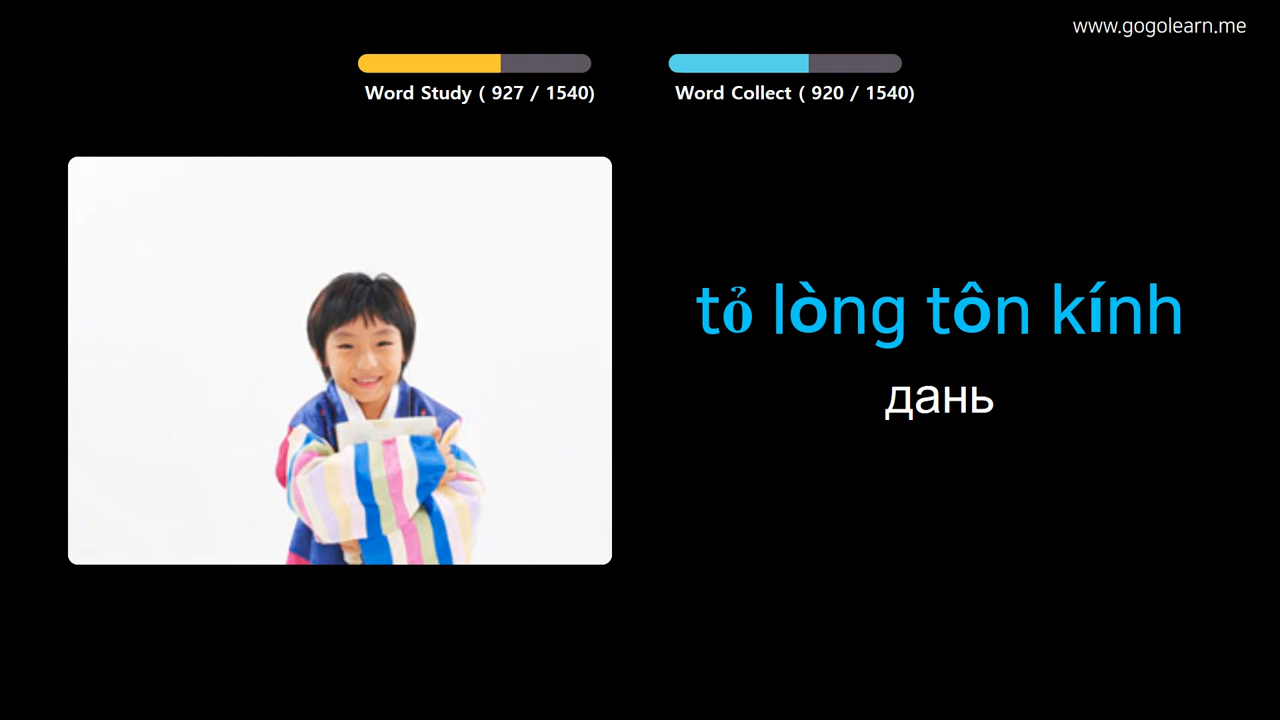 www.gogolearn.me
Word Study ( 927 / 1540)
Word Collect ( 920 / 1540)
tỏ lòng tôn kính
дань